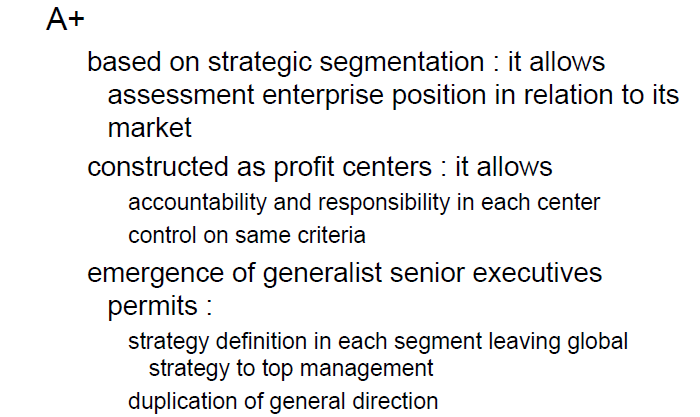 A+
based on strategic segmentation : it allows
assessment enterprise position in relation to its
market
constructed as profit centers : it allows
accountability and responsibility in each center
control on same criteria
emergence of generalist senior executives
permits :
strategy definition in each segment leaving global
strategy to top management
duplication of general direction